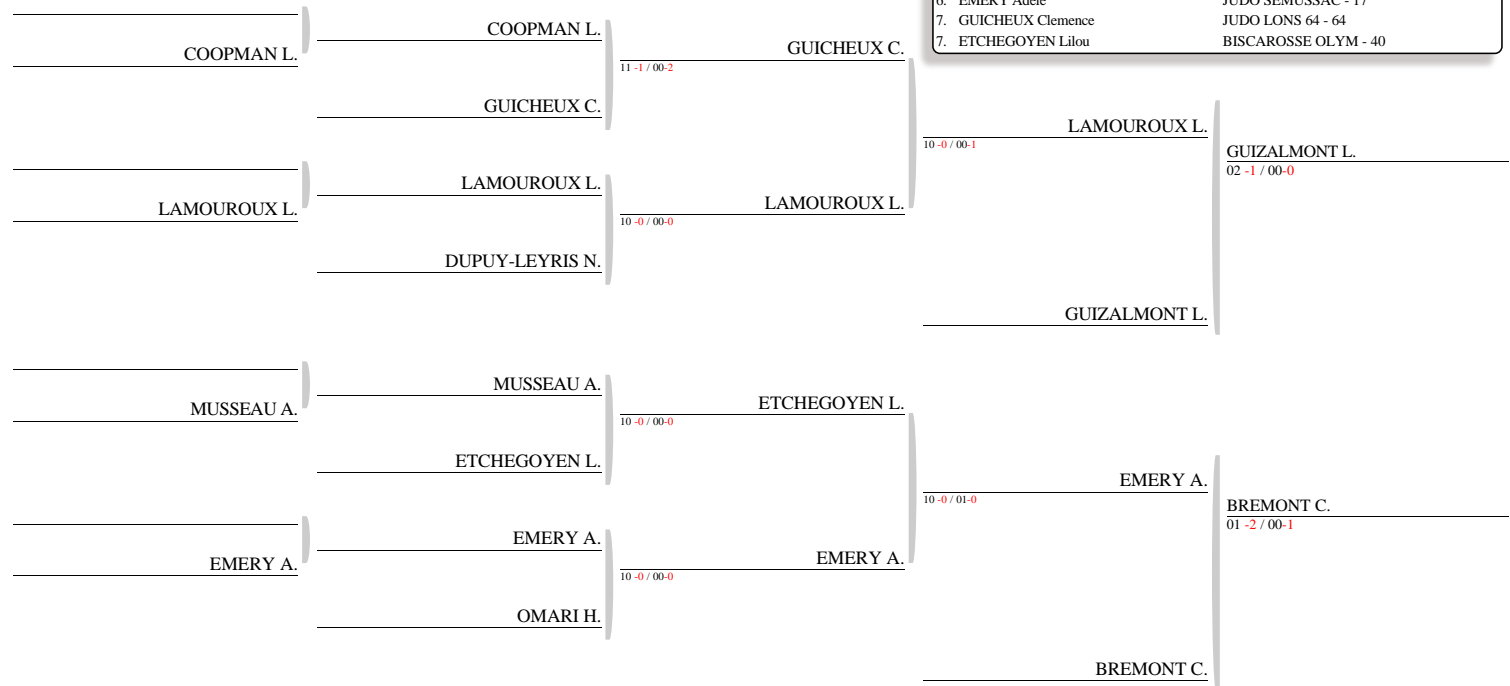 6. EMERY Adele JUDO SEMUSSAC - 17
7. GUICHEUX Clemence JUDO LONS 64 - 64
7. ETCHEGOYEN Lilou BISCAROSSE OLYM - 40
COOPMAN L.
COOPMAN L.
GUICHEUX C.
GUICHEUX C.
11 -1 / 00-2
LAMOUROUX L.
LAMOUROUX L.
DUPUY-LEYRIS N.
LAMOUROUX L.
10 -0 / 00-0
LAMOUROUX L.
10 -0 / 00-1
GUIZALMONT L.
GUIZALMONT L.
02 -1 / 00-0
MUSSEAU A.
MUSSEAU A.
ETCHEGOYEN L.
ETCHEGOYEN L.
10 -0 / 00-0
EMERY A.
EMERY A.
OMARI H.
EMERY A.
10 -0 / 00-0
EMERY A.
10 -0 / 01-0
BREMONT C.
BREMONT C.
01 -2 / 00-1